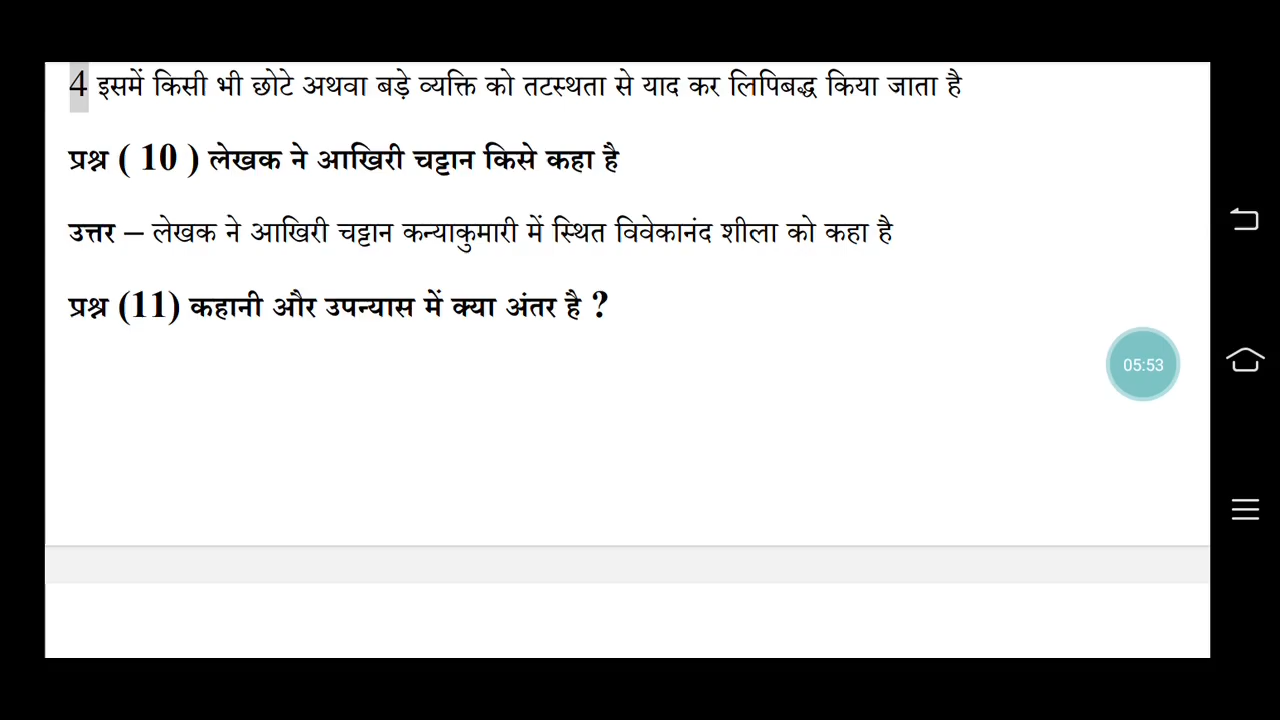 4 इसमें किसी भी छोटे अथवा बड़े व्यक्ति को तटस्थता से याद कर लिपिबद्ध किया जाता है
प्रश्न ( 10 ) लेखक ने आखिरी चट्टान किसे कहा है
उत्तर – लेखक ने आखिरी चट्टान कन्याकुमारी में स्थित विवेकानंद शीला को कहा है
प्रश्न (11) कहानी और उपन्यास में क्या अंतर है ?
05:53